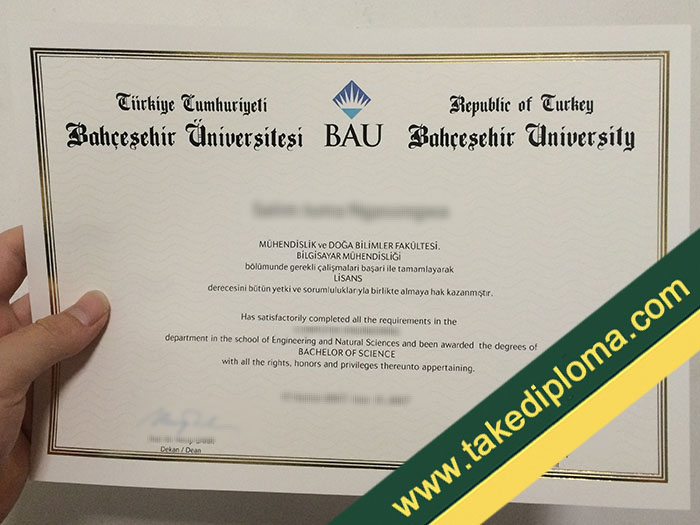 Türkiye Cumhuriyeti
Bahçeşehir Üniversitesi
BAU
Republic of Turkey
Bahçeşehir University
MÜHENDİSLİK ve DOĞA BİLİMLER FAKÜLTESİ.
BİLGİSAYAR MÜHENDİSLİĞİ
bölümunde gerekli çalişmalari başari ile tamamlayarak
LİSANS
derecesini bütün yetki ve sorumluluklarıyla birlikte almaya hak kazanmıştır.
Has satisfactorily completed all the requirements in the
department in the school of Engineering and Natural Sciences and been awarded the degrees of
BACHELOR OF SCIENCE
with all the rights, honors and privileges thereunto appertaining.
Dekan / Dean
www.takediploma.com